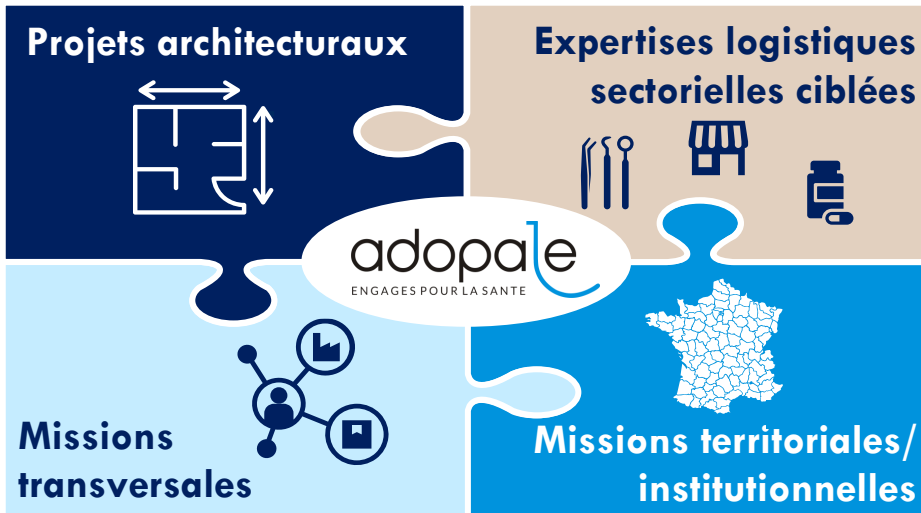 Projets architecturaux
Expertises logistiques
sectorielles ciblées
adopale
ENGAGES POUR LA SANTE
Missions
transversales
Missions territoriales/
institutionnelles